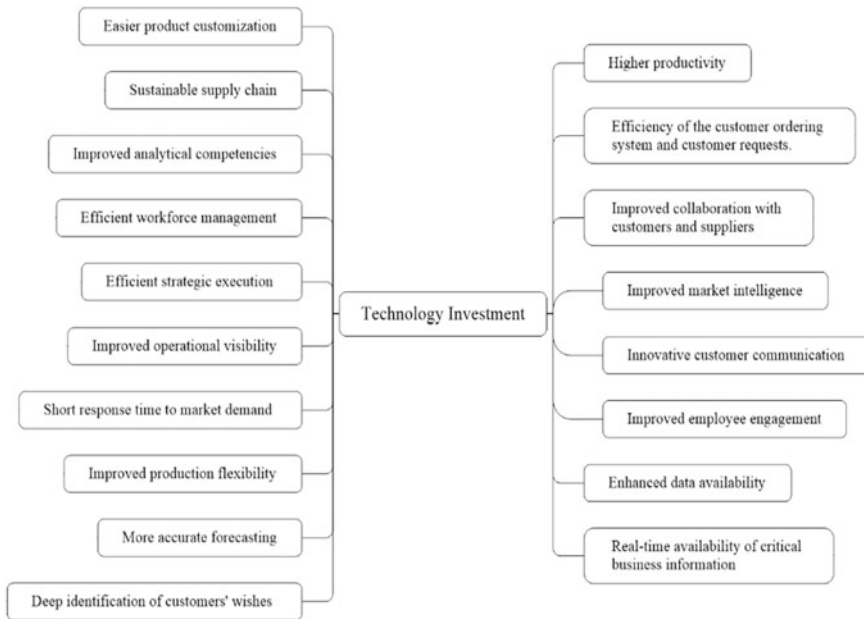 Easier product customization
Sustainable supply chain
Improved analytical competencies
Efficient workforce management
Efficient strategic execution
Improved operational visibility
Short response time to market demand
Improved production flexibility
More accurate forecasting
Deep identification of customers' wishes
Technology Investment
Higher productivity
Efficiency of the customer ordering
system and customer requests.
Improved collaboration with
customers and suppliers
Improved market intelligence
Innovative customer communication
Improved employee engagement
Enhanced data availability
Real-time availability of critical
business information